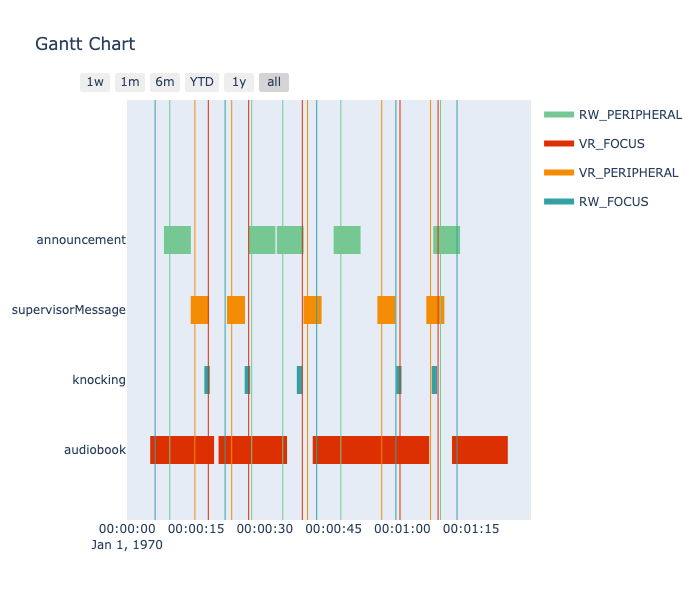 Gantt Chart
1w 1m 6m YTD 1y all
RW_PERIPHERAL
VR_FOCUS
VR_PERIPHERAL
RW_FOCUS
announcement
supervisorMessage
knocking
audiobook
00:00:00 00:00:15 00:00:30 00:00:45 00:01:00 00:01:15
Jan 1, 1970